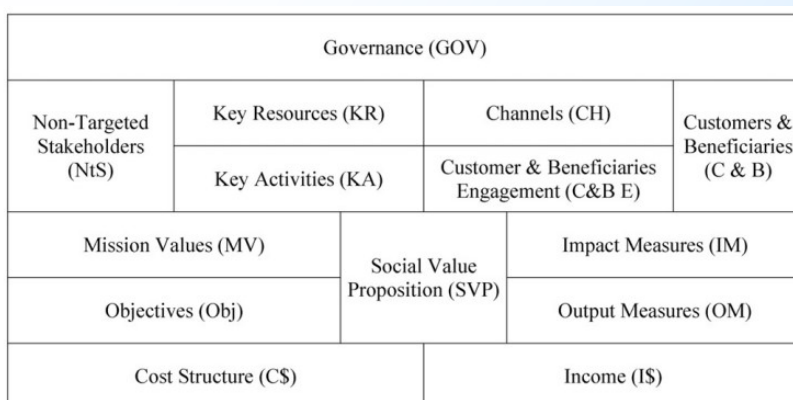 Governance (GOV)
Non-Targeted
Stakeholders
(NtS)
Key Resources (KR)
Channels (CH)
Customers &
Beneficiaries
(C & B)
Key Activities (KA)
Customer & Beneficiaries
Engagement (C&B E)
Mission Values (MV)
Social Value
Proposition (SVP)
Impact Measures (IM)
Objectives (Obj)
Output Measures (OM)
Cost Structure (C$)
Income (I$)